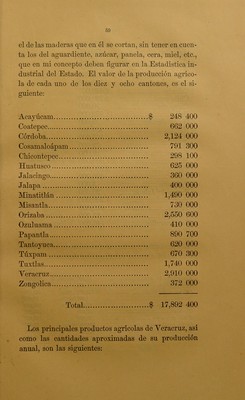 el de las maderas que en él se cortan, sin tener en cuen-
ta los del aguardiente, azúcar, panela, cera, miel, etc.,
que en mi concepto deben figurar en la Estadística in-
dustrial del Estado. El valor de la producción agríco-
la de cada uno de los diez y ocho cantones, es el si-
guiente:
Acayúcam..............................$ 248 400
Coatepec................................. 662 000
Córdoba................................. 2,124 000
Cosamaloápam........................ 791 300
Chicontepec............................ 298 100
Huatusco................................ 625 000
Jalacingo................................ 360 000
Jalapa.................................... 400 000
Minatitlán............................... 1,490 000
Misantla................................. 730 000
Orizaba.................................. 2,550 600
Ozuluama............................... 410 000
Papantla................................. 890 700
Tantoyuca............................... 620 000
Túxpam.................................. 670 300
Tuxtlas................................... 1,740 000
Veracruz................................. 2,910 000
Zongolica................................ 372 000
Total.....................$ 17,892 400
Los principales productos agrícolas de Veracruz, así
como las cantidades aproximadas de su producción
anual, son las siguientes: